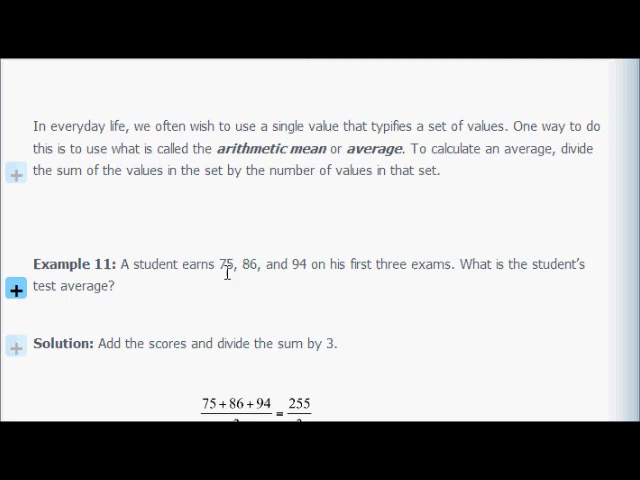 In everyday life, we often wish to use a single value that typifies a set of values. One way to do
this is to use what is called the arithmetic mean or average. To calculate an average, divide
the sum of the values in the set by the number of values in that set.
Example 11: A student earns 75, 86, and 94 on his first three exams. What is the student's
test average?
Solution: Add the scores and divide the sum by 3.
75 + 86 + 94 = 255